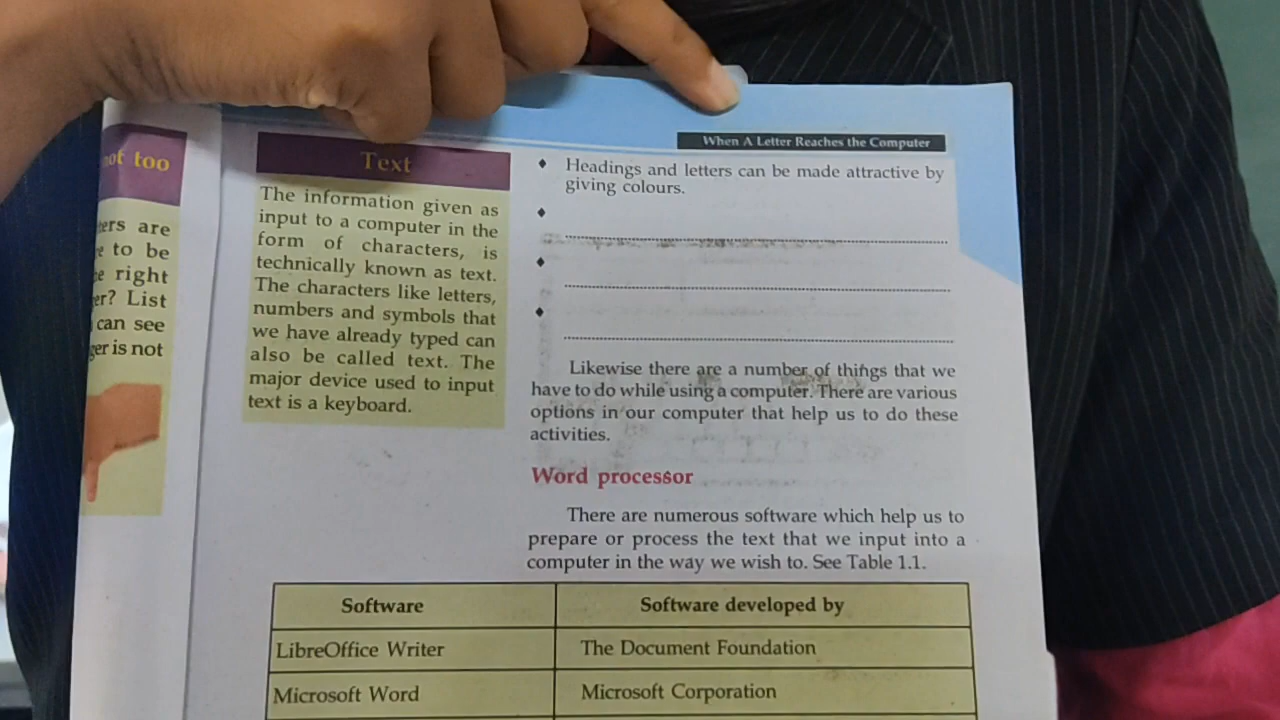 not too
are
to be
right
er? List
can see
ger is not
Text
The information given as
input to a computer in the
form of characters, is
technically known as text.
The characters like letters,
numbers and symbols that
we have already typed can
also be called text. The
major device used to input
text is a keyboard.
When A Letter Reaches the Computer
♦ Headings and letters can be made attractive by
giving colours.
♦
♦
♦
Likewise there are a number of things that we
have to do while using a computer. There are various
options in our computer that help us to do these
activities.
Word processor
There are numerous software which help us to
prepare or process the text that we input into a
computer in the way we wish to. See Table 1.1.
Software Software developed by
LibreOffice Writer The Document Foundation
Microsoft Word Microsoft Corporation